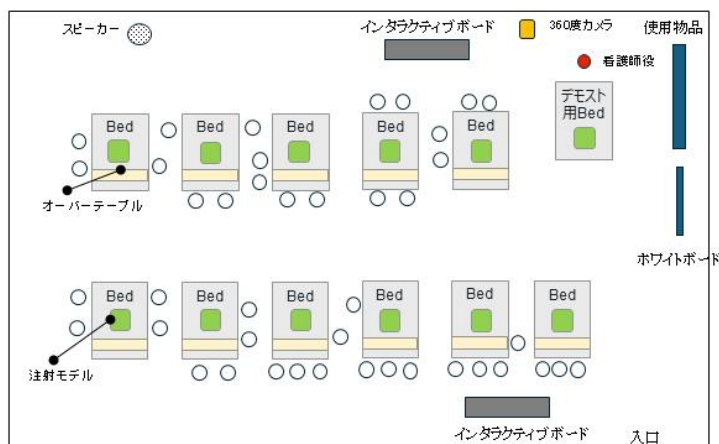 スピーカー
インタラクティブボード
360度カメラ
使用物品
看護師役
デモスト
用Bed
Bed
Bed
Bed
Bed
Bed
オーバーテーブル
ホワイトボード
Bed
Bed
Bed
Bed
Bed
Bed
注射モデル
インタラクティブボード
入口